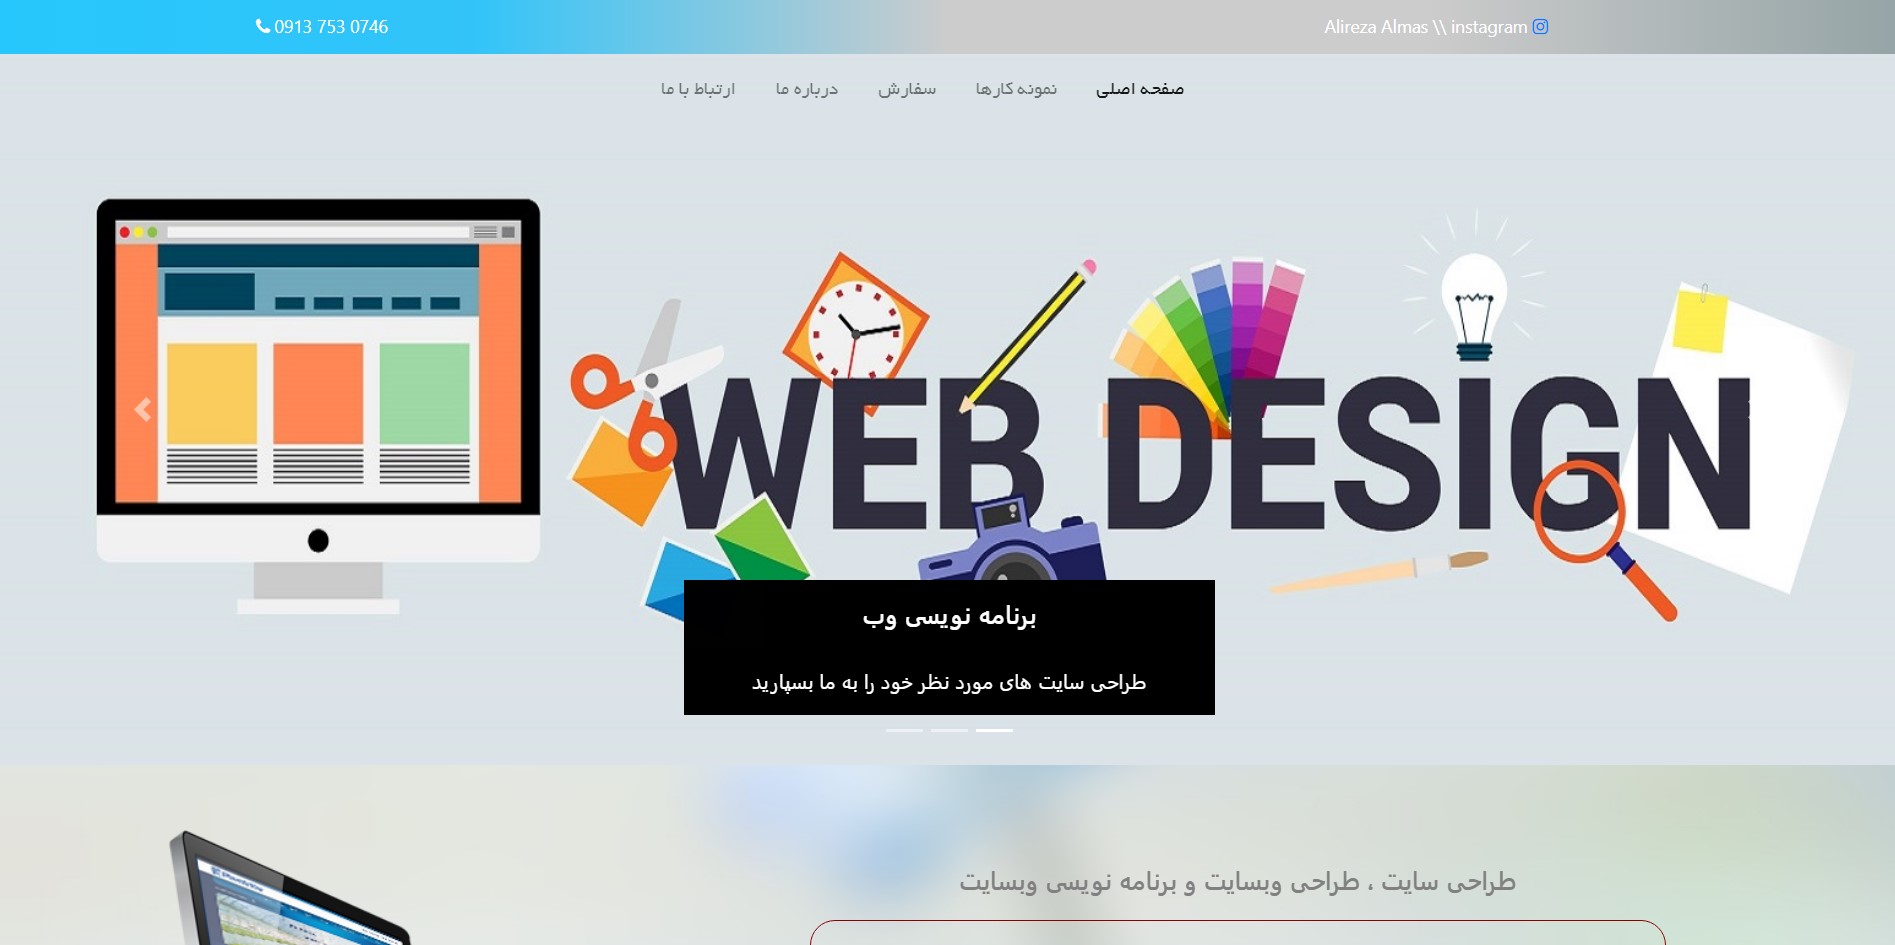 0913 753 0746
Alireza Almas \\ instagram
صفحه اصلی
نمونه کارها
سفارش
درباره ما
ارتباط با ما
WEB DESIGN
برنامه نویسی وب
طراحی سایت های مورد نظر خود را به ما بسپارید
طراحی سایت ، طراحی وبسایت و برنامه نویسی وبسایت